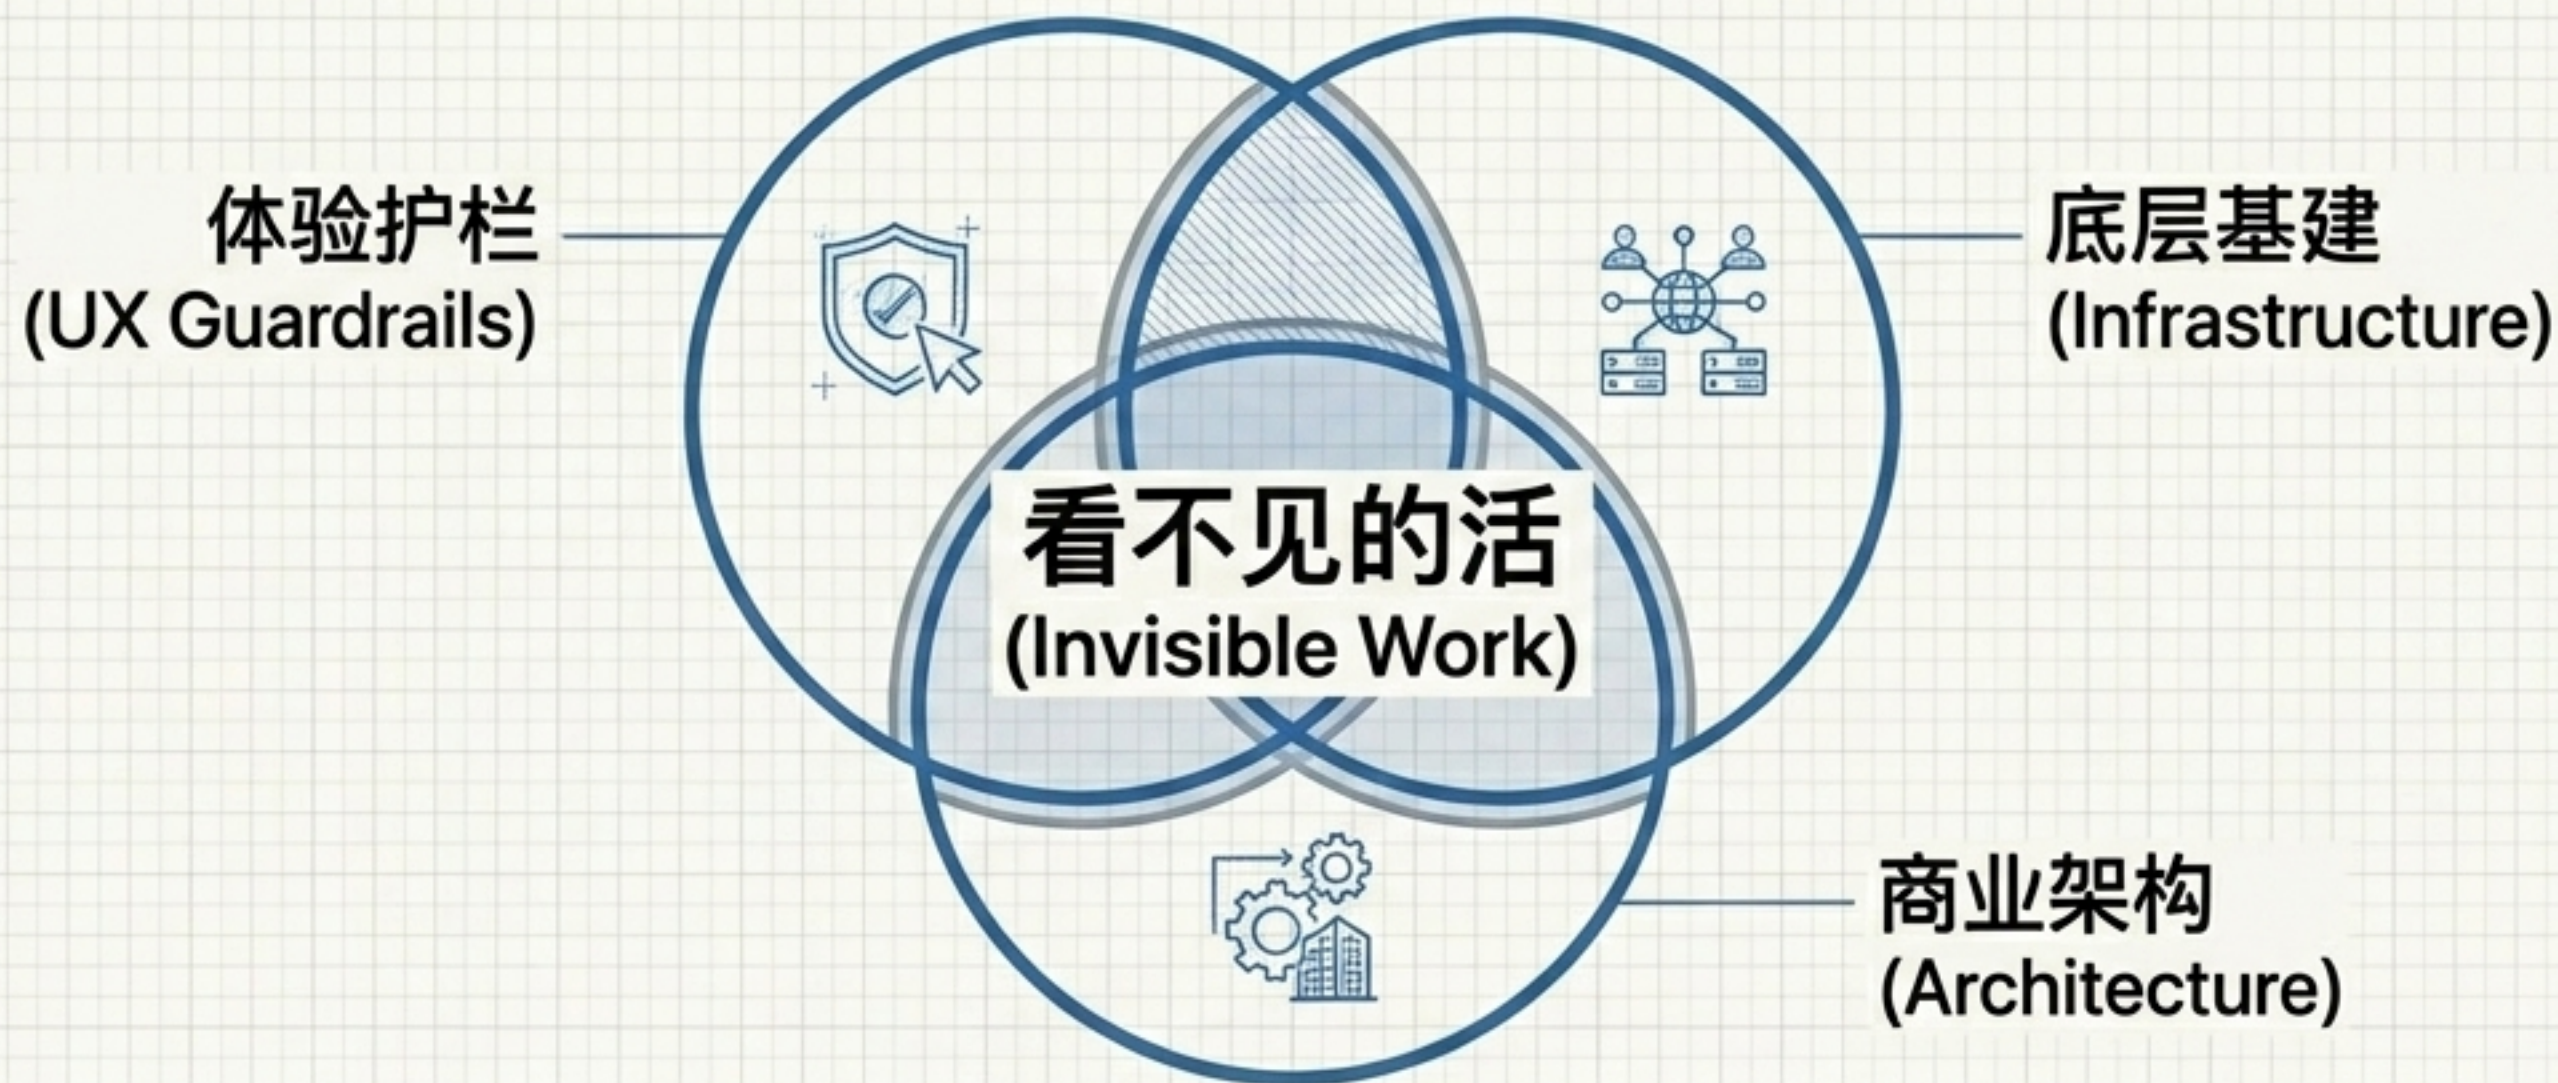 体验护栏
(UX Guardrails)
底层基建
(Infrastructure)
看不见的活
(Invisible Work)
商业架构
(Architecture)